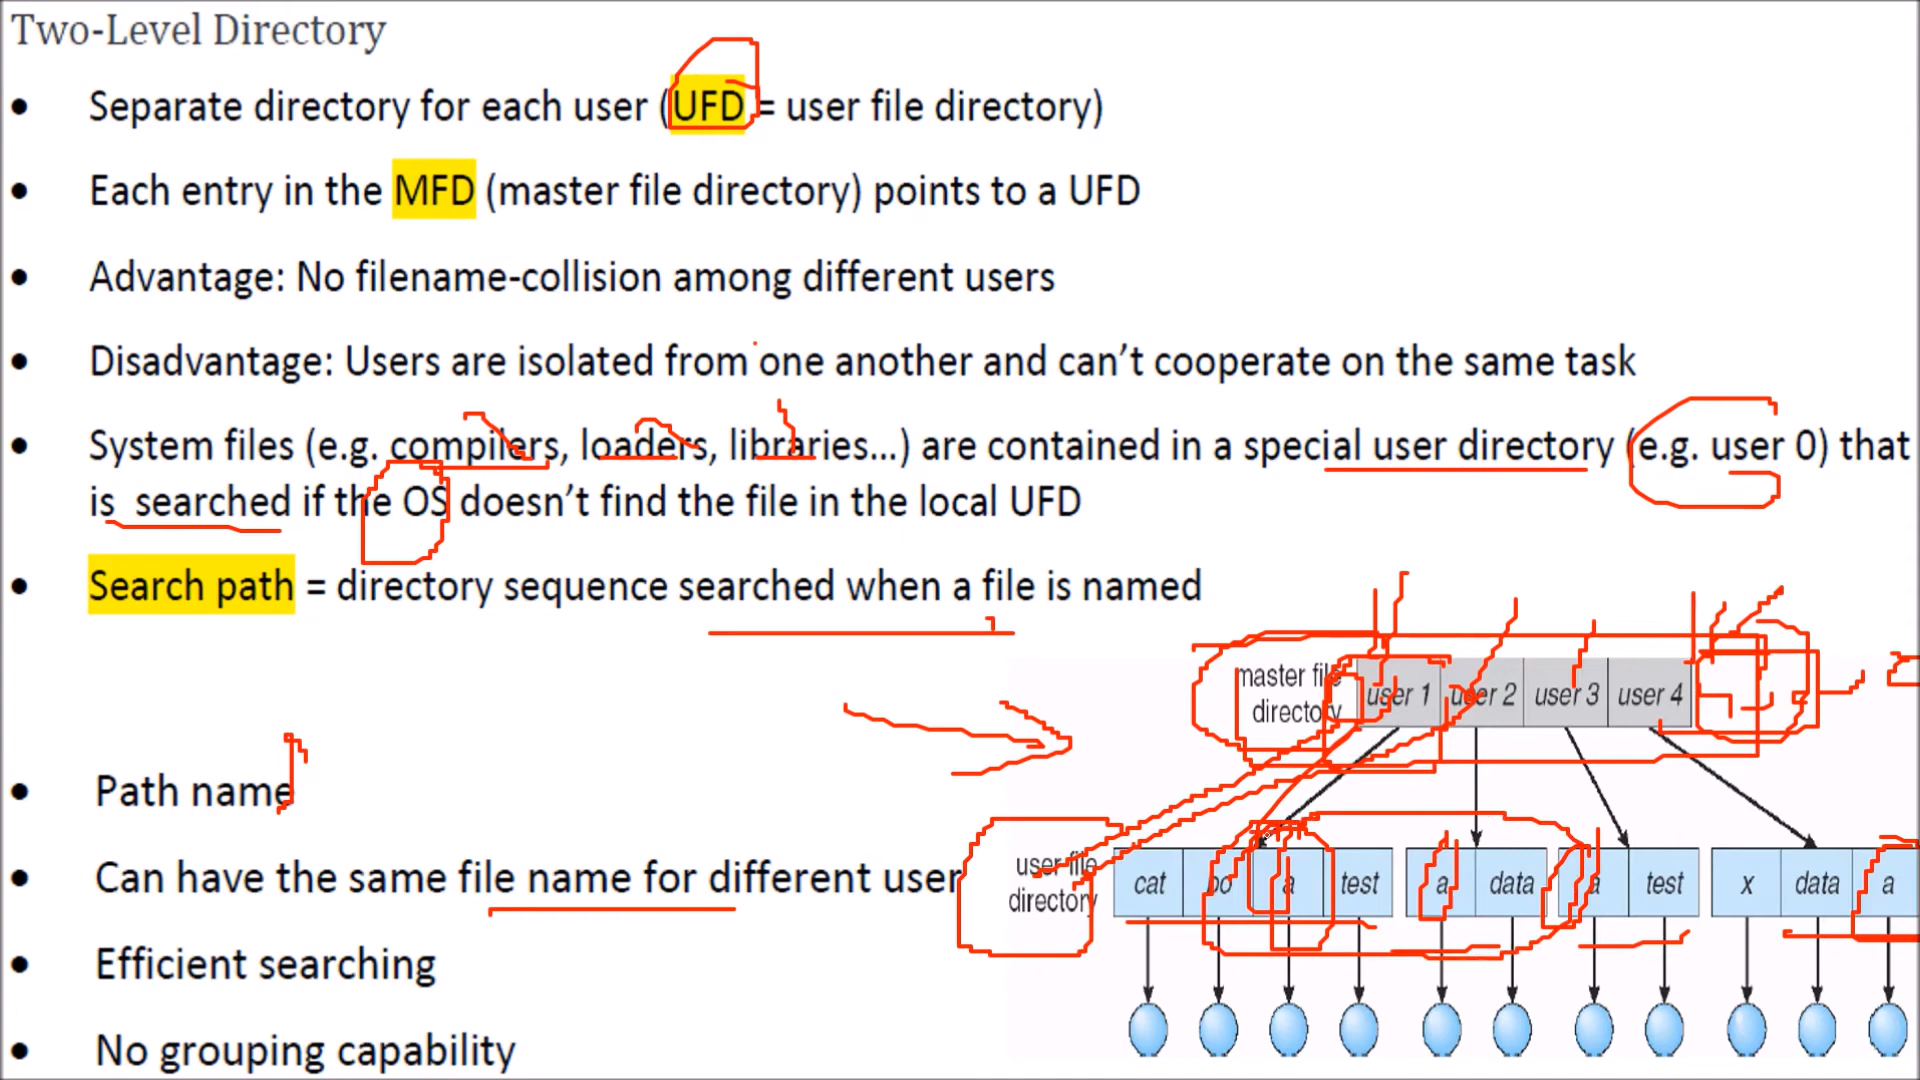 Two-Level Directory
• Separate directory for each user (UFD = user file directory)
• Each entry in the MFD (master file directory) points to a UFD
• Advantage: No filename-collision among different users
• Disadvantage: Users are isolated from one another and can't cooperate on the same task
• System files (e.g. compilers, loaders, libraries...) are contained in a special user directory (e.g. user 0) that
is searched if the OS doesn't find the file in the local UFD
• Search path = directory sequence searched when a file is named
master file
directory
user 1 user 2 user 3 user 4
• Path name
• Can have the same file name for different user
user file
directory
cat bo a test a data a test x data a
• Efficient searching
• No grouping capability